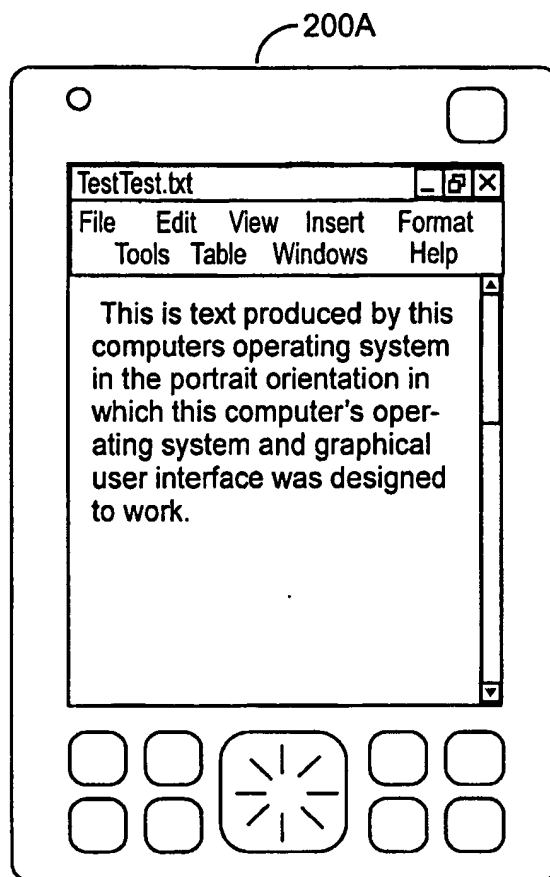 200A
TestTest.txt
File Edit View Insert Format
Tools Table Windows Help
This is text produced by this
computers operating system
in the portrait orientation in
which this computer's oper-
ating system and graphical
user interface was designed
to work.